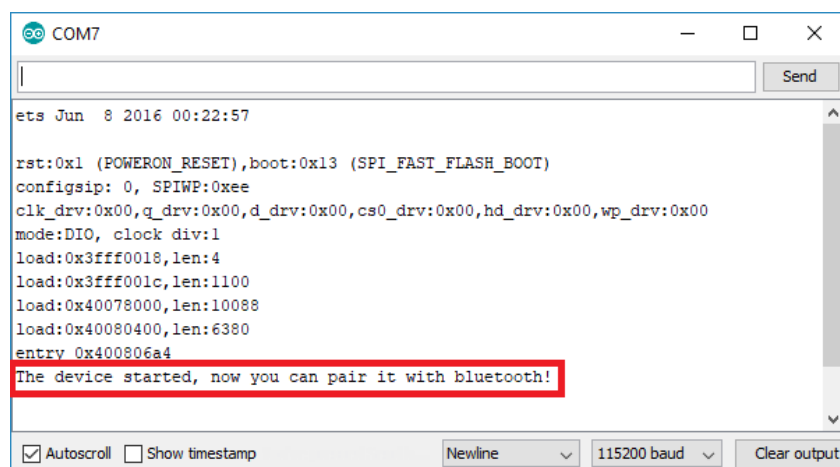 COM7
Send
ets Jun  8 2016 00:22:57
rst:0x1 (POWERON_RESET),boot:0x13 (SPI_FAST_FLASH_BOOT)
configsip: 0, SPIWP:0xee
clk_drv:0x00,q_drv:0x00,d_drv:0x00,cs0_drv:0x00,hd_drv:0x00,wp_drv:0x00
mode:DIO, clock div:1
load:0x3fff0018,len:4
load:0x3fff001c,len:1100
load:0x40078000,len:10088
load:0x40080400,len:6380
entry 0x400806a4
The device started, now you can pair it with bluetooth!
Autoscroll Show timestamp Newline 115200 baud Clear output